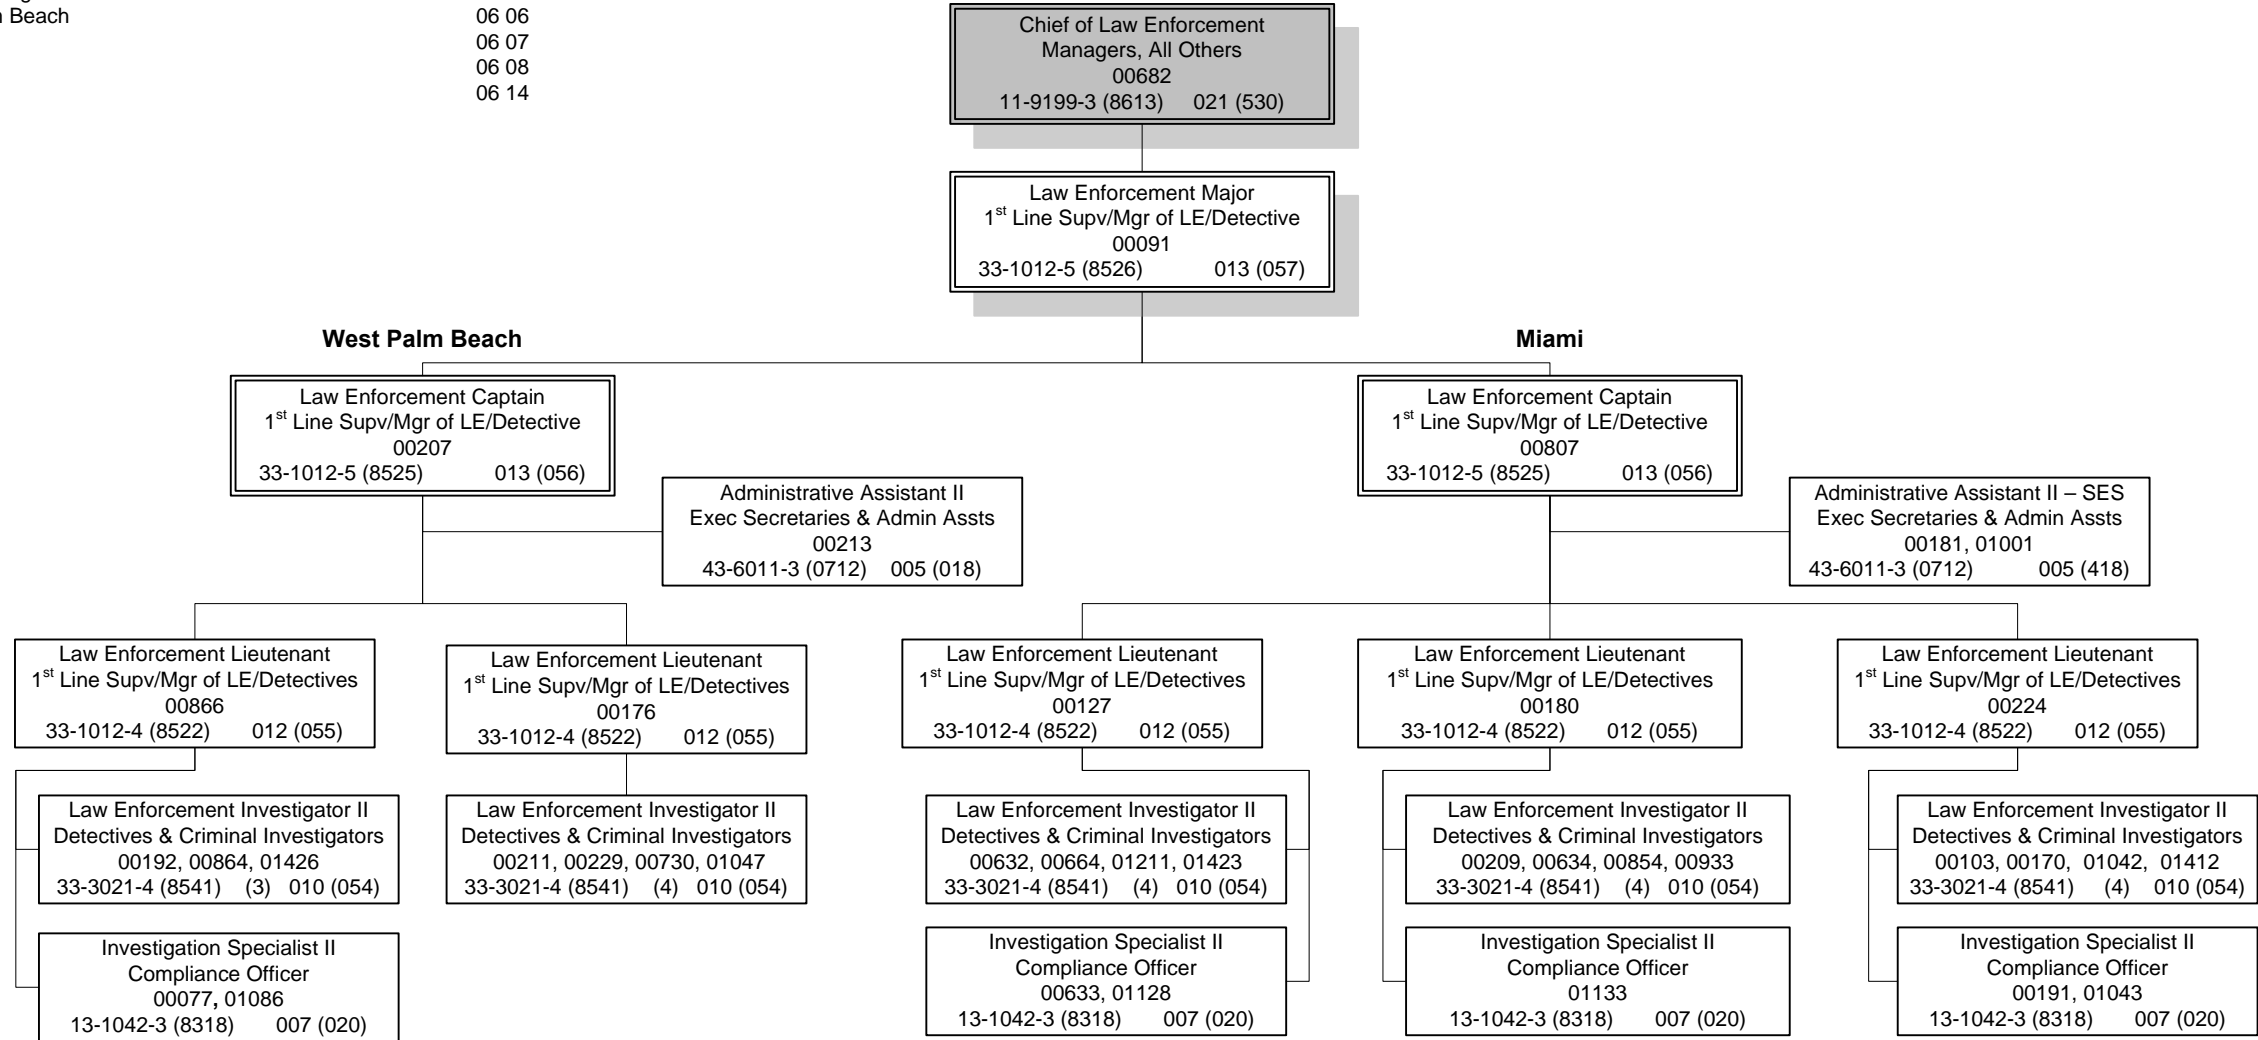 Beach
06 06
06 07
06 08
06 14
Chief of Law Enforcement
Managers, All Others
00682
11-9199-3 (8613) 021 (530)
Law Enforcement Major
1st Line Supv/Mgr of LE/Detective
00091
33-1012-5 (8526) 013 (057)
West Palm Beach
Miami
Law Enforcement Captain
1st Line Supv/Mgr of LE/Detective
00207
33-1012-5 (8525) 013 (056)
Law Enforcement Captain
1st Line Supv/Mgr of LE/Detective
00807
33-1012-5 (8525) 013 (056)
Administrative Assistant II
Exec Secretaries & Admin Assts
00213
43-6011-3 (0712) 005 (018)
Administrative Assistant II – SES
Exec Secretaries & Admin Assts
00181, 01001
43-6011-3 (0712) 005 (418)
Law Enforcement Lieutenant
1st Line Supv/Mgr of LE/Detectives
00866
33-1012-4 (8522) 012 (055)
Law Enforcement Lieutenant
1st Line Supv/Mgr of LE/Detectives
00176
33-1012-4 (8522) 012 (055)
Law Enforcement Lieutenant
1st Line Supv/Mgr of LE/Detectives
00127
33-1012-4 (8522) 012 (055)
Law Enforcement Lieutenant
1st Line Supv/Mgr of LE/Detectives
00180
33-1012-4 (8522) 012 (055)
Law Enforcement Lieutenant
1st Line Supv/Mgr of LE/Detectives
00224
33-1012-4 (8522) 012 (055)
Law Enforcement Investigator II
Detectives & Criminal Investigators
00192, 00864, 01426
33-3021-4 (8541) (3) 010 (054)
Law Enforcement Investigator II
Detectives & Criminal Investigators
00211, 00229, 00730, 01047
33-3021-4 (8541) (4) 010 (054)
Law Enforcement Investigator II
Detectives & Criminal Investigators
00632, 00664, 01211, 01423
33-3021-4 (8541) (4) 010 (054)
Law Enforcement Investigator II
Detectives & Criminal Investigators
00209, 00634, 00854, 00933
33-3021-4 (8541) (4) 010 (054)
Law Enforcement Investigator II
Detectives & Criminal Investigators
00103, 00170, 01042, 01412
33-3021-4 (8541) (4) 010 (054)
Investigation Specialist II
Compliance Officer
00077, 01086
13-1042-3 (8318) 007 (020)
Investigation Specialist II
Compliance Officer
00633, 01128
13-1042-3 (8318) 007 (020)
Investigation Specialist II
Compliance Officer
01133
13-1042-3 (8318) 007 (020)
Investigation Specialist II
Compliance Officer
00191, 01043
13-1042-3 (8318) 007 (020)